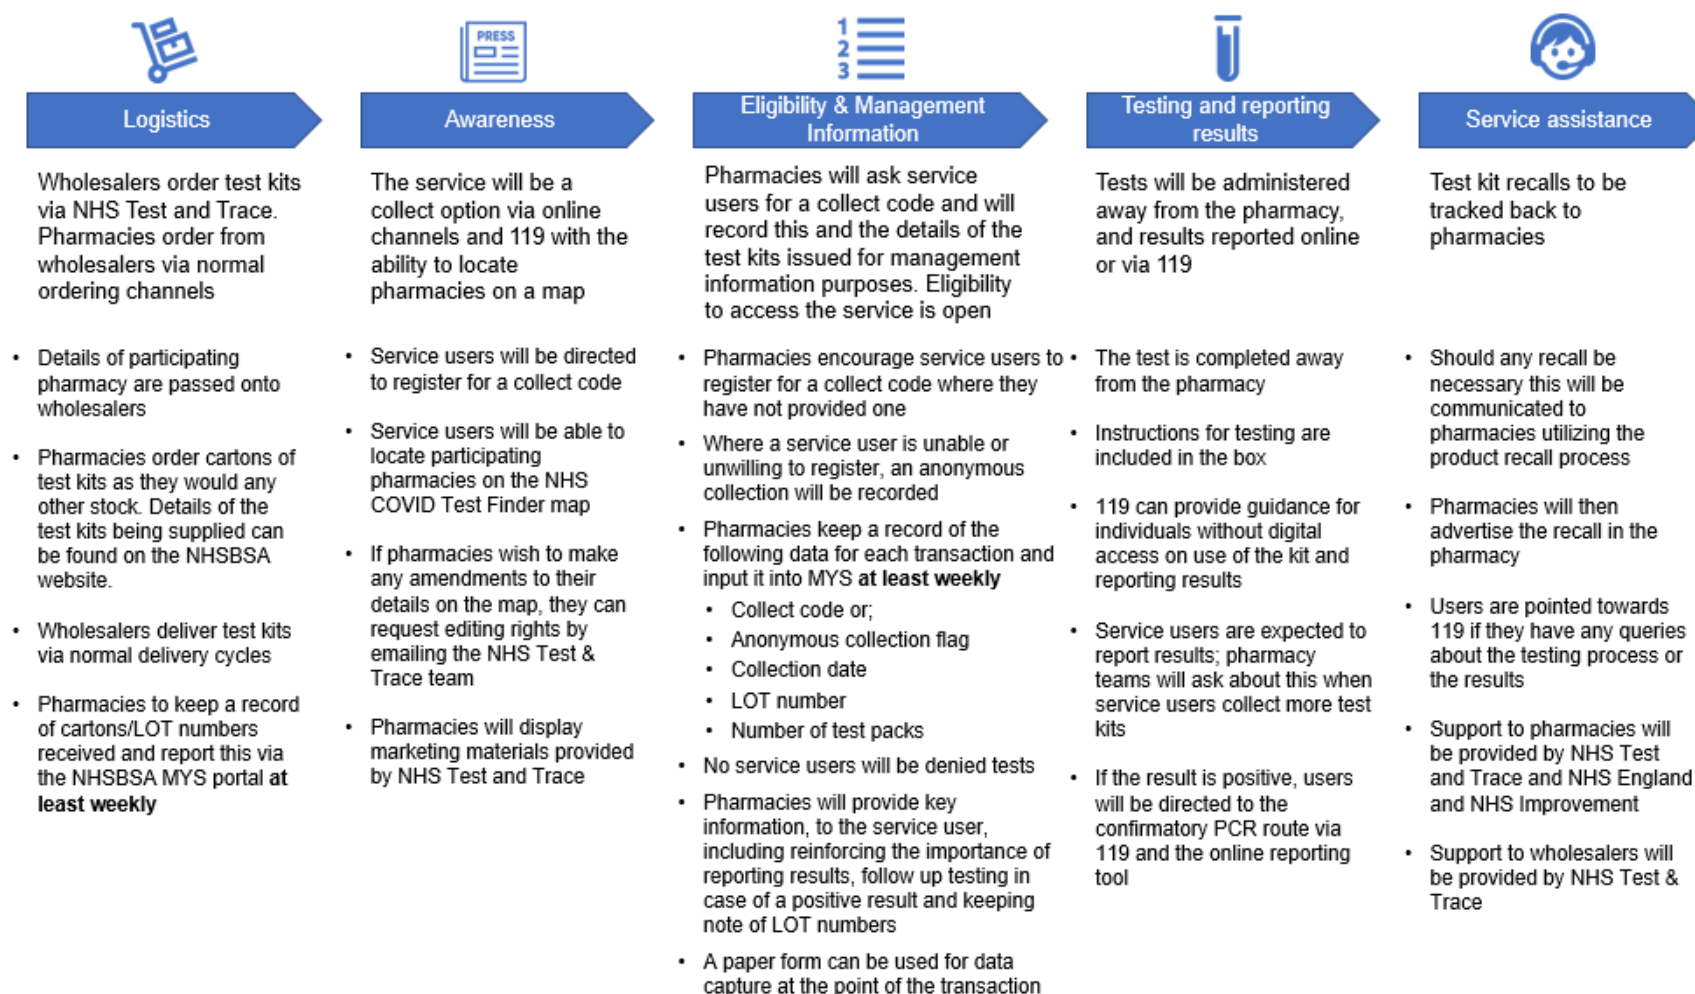 PRESS
1
2
3
Logistics
Wholesalers order test kits
via NHS Test and Trace.
Pharmacies order from
wholesalers via normal
ordering channels
• Details of participating
pharmacy are passed onto
wholesalers
• Pharmacies order cartons of
test kits as they would any
other stock. Details of the
test kits being supplied can
be found on the NHSBSA
website.
• Wholesalers deliver test kits
via normal delivery cycles
• Pharmacies to keep a record
of cartons/LOT numbers
received and report this via
the NHSBSA MYS portal at
least weekly
Awareness
The service will be a
collect option via online
channels and 119 with the
ability to locate
pharmacies on a map
• Service users will be directed
to register for a collect code
• Service users will be able to
locate participating
pharmacies on the NHS
COVID Test Finder map
• If pharmacies wish to make
any amendments to their
details on the map, they can
request editing rights by
emailing the NHS Test &
Trace team
• Pharmacies will display
marketing materials provided
by NHS Test and Trace
Eligibility & Management
Information
Pharmacies will ask service
users for a collect code and will
record this and the details of the
test kits issued for management
information purposes. Eligibility
to access the service is open
• Pharmacies encourage service users to
register for a collect code where they
have not provided one
• Where a service user is unable or
unwilling to register, an anonymous
collection will be recorded
• Pharmacies keep a record of the
following data for each transaction and
input it into MYS at least weekly
• Collect code or;
• Anonymous collection flag
• Collection date
• LOT number
• Number of test packs
• No service users will be denied tests
• Pharmacies will provide key
information, to the service user,
including reinforcing the importance of
reporting results, follow up testing in
case of a positive result and keeping
note of LOT numbers
• A paper form can be used for data
capture at the point of the transaction
Testing and reporting
results
Tests will be administered
away from the pharmacy,
and results reported online
or via 119
• The test is completed away
from the pharmacy
• Instructions for testing are
included in the box
• 119 can provide guidance for
individuals without digital
access on use of the kit and
reporting results
• Service users are expected to
report results; pharmacy
teams will ask about this when
service users collect more test
kits
• If the result is positive, users
will be directed to the
confirmatory PCR route via
119 and the online reporting
tool
Service assistance
Test kit recalls to be
tracked back to
pharmacies
• Should any recall be
necessary this will be
communicated to
pharmacies utilizing the
product recall process
• Pharmacies will then
advertise the recall in the
pharmacy
• Users are pointed towards
119 if they have any queries
about the testing process or
the results
• Support to pharmacies will
be provided by NHS Test
and Trace and NHS England
and NHS Improvement
• Support to wholesalers will
be provided by NHS Test &
Trace